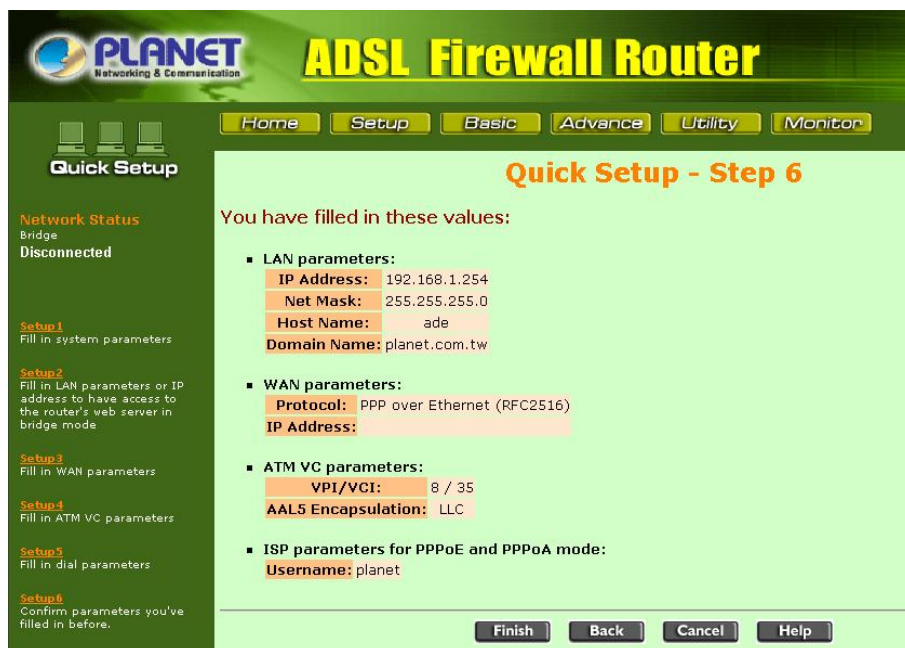 PLANET
Networking & Communication
ADSL Firewall Router
Home Setup Basic Advance Utility Monitor
Quick Setup
Network Status
Bridge
Disconnected
Setup1
Fill in system parameters
Setup2
Fill in LAN parameters or IP
address to have access to
the router's web server in
bridge mode
Setup3
Fill in WAN parameters
Setup4
Fill in ATM VC parameters
Setup5
Fill in dial parameters
Setup6
Confirm parameters you've
filled in before.
Quick Setup - Step 6
You have filled in these values:
▪ LAN parameters:
IP Address: 192.168.1.254
Net Mask: 255.255.255.0
Host Name: ade
Domain Name: planet.com.tw
▪ WAN parameters:
Protocol: PPP over Ethernet (RFC2516)
IP Address:
▪ ATM VC parameters:
VPI/VCI: 8 / 35
AAL5 Encapsulation: LLC
▪ ISP parameters for PPPoE and PPPoA mode:
Username: planet
Finish Back Cancel Help